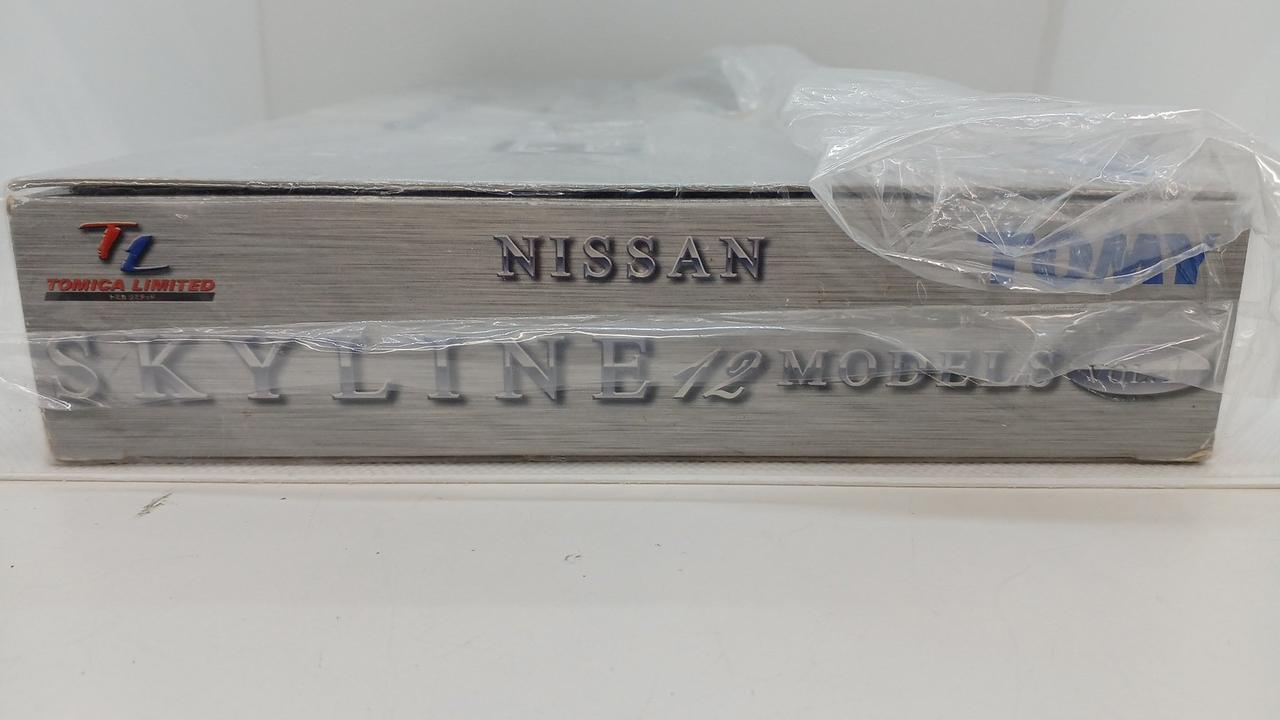 TL
TOMICA LIMITED
トミカリミテッド
NISSAN
TOMY
SKYLINE 12 MODELS